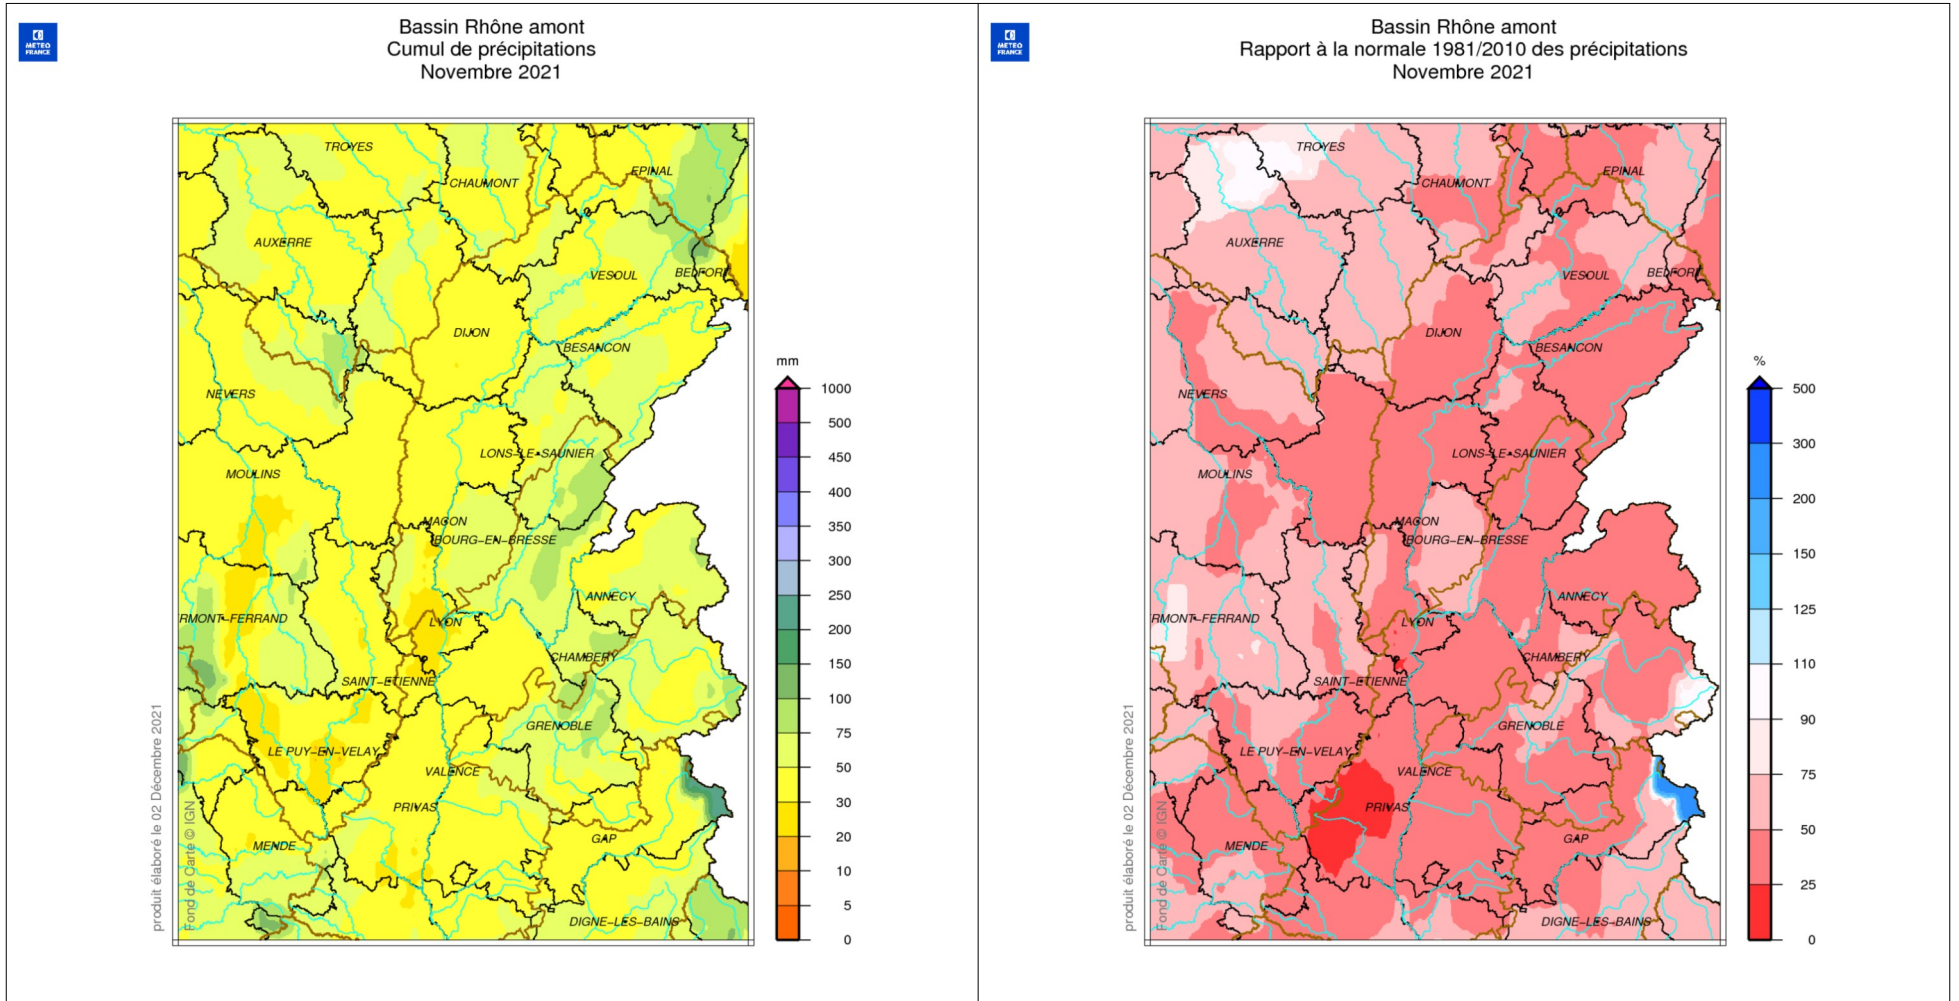 METEO
FRANCE
Bassin Rhône amont
Cumul de précipitations
Novembre 2021
TROYES
EPINAL
CHAUMONT
AUXERRE
VESOUL
BELFORT
DIJON
BESANCON
NEVERS
LONS-LE-SAUNIER
MOULINS
MACON
BOURG-EN-BRESSE
ANNECY
RMONT-FERRAND
LYON
CHAMBERY
SAINT-ETIENNE
GRENOBLE
LE PUY-EN-VELAY
VALENCE
PRIVAS
GAP
MENDE
DIGNE-LES-BAINS
mm
1000
500
450
400
350
300
250
200
150
100
75
50
30
20
10
5
0
produit élaboré le 02 Décembre 2021
Fond de Carte © IGN
METEO
FRANCE
Bassin Rhône amont
Rapport à la normale 1981/2010 des précipitations
Novembre 2021
TROYES
EPINAL
CHAUMONT
AUXERRE
VESOUL
BELFORT
DIJON
BESANCON
NEVERS
LONS-LE-SAUNIER
MOULINS
MACON
BOURG-EN-BRESSE
ANNECY
RMONT-FERRAND
LYON
CHAMBERY
SAINT-ETIENNE
GRENOBLE
LE PUY-EN-VELAY
VALENCE
PRIVAS
GAP
MENDE
DIGNE-LES-BAINS
%
500
300
200
150
125
110
90
75
50
25
0
produit élaboré le 02 Décembre 2021
Fond de Carte © IGN